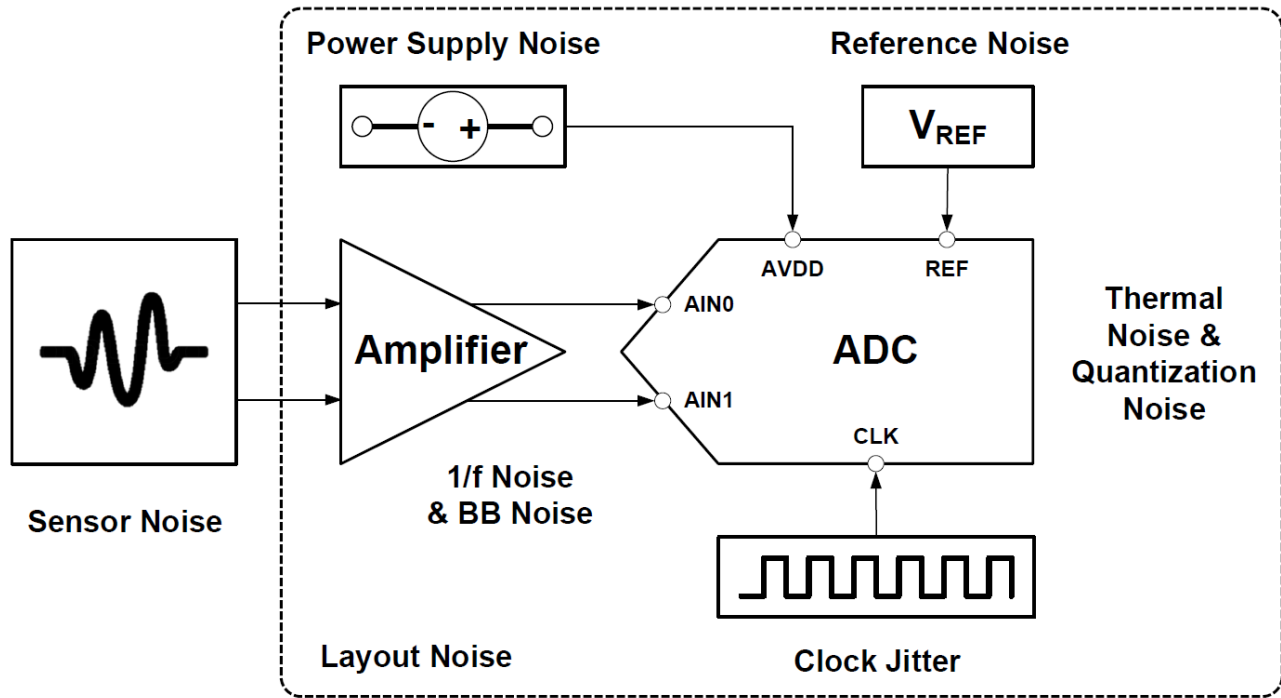 Power Supply Noise
Reference Noise
- +
VREF
AVDD
REF
AIN0
Amplifier
ADC
AIN1
CLK
Thermal
Noise &
Quantization
Noise
1/f Noise
& BB Noise
Sensor Noise
Layout Noise
Clock Jitter